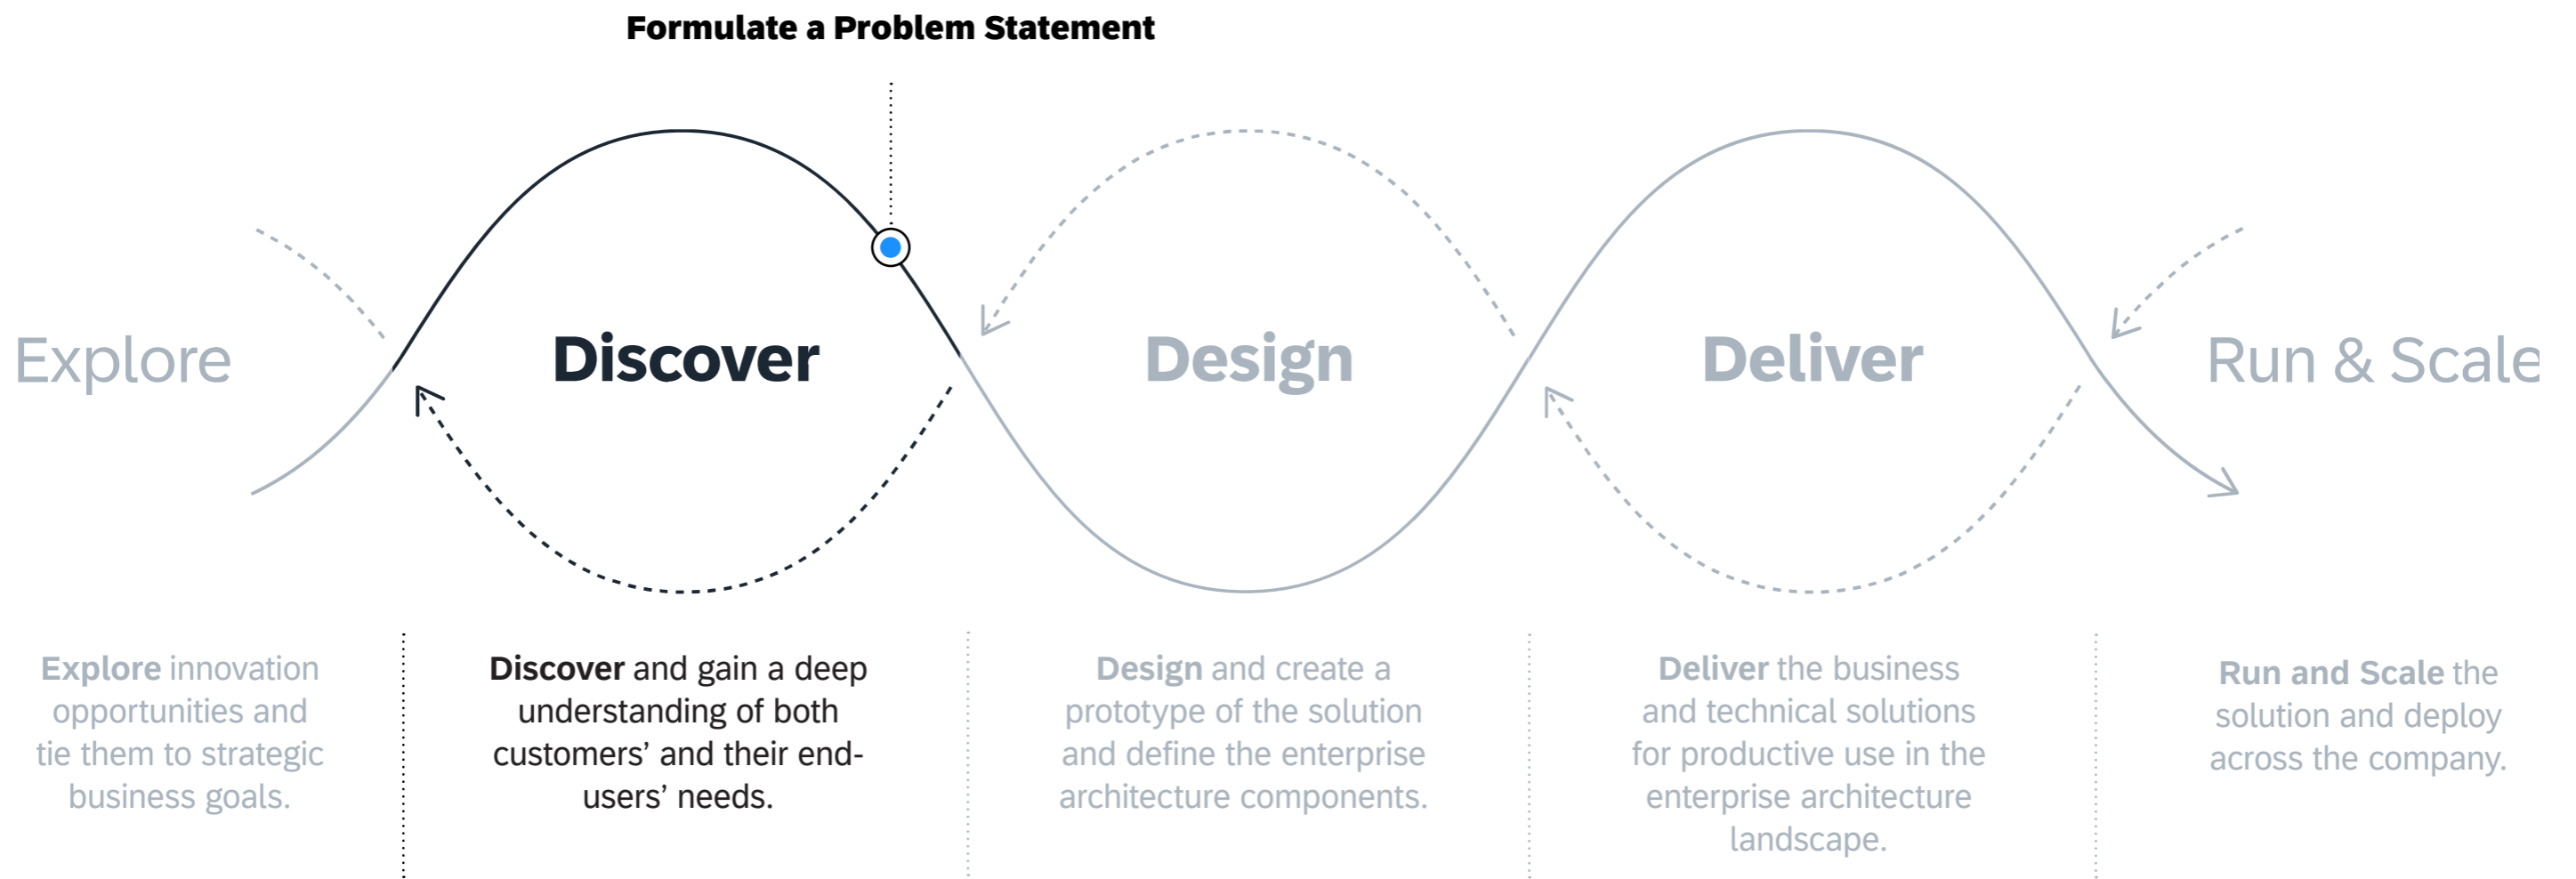 Formulate a Problem Statement
Explore
Discover
Design
Deliver
Run & Scale
Explore innovation
opportunities and
tie them to strategic
business goals.
Discover and gain a deep
understanding of both
customers’ and their end-
users’ needs.
Design and create a
prototype of the solution
and define the enterprise
architecture components.
Deliver the business
and technical solutions
for productive use in the
enterprise architecture
landscape.
Run and Scale the
solution and deploy
across the company.